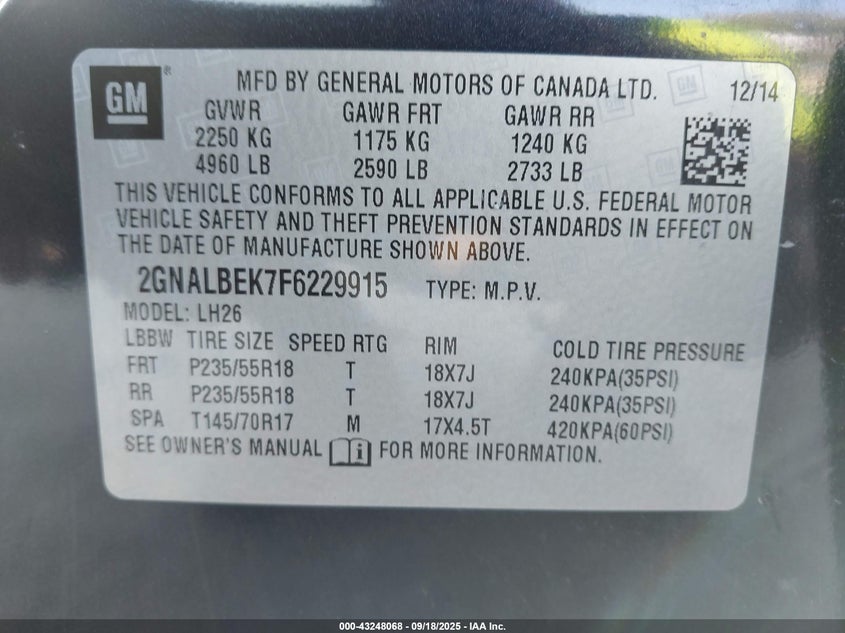 GM ®
MFD BY GENERAL MOTORS OF CANADA LTD. 12/14
GVWR GAWR FRT GAWR RR
2250 KG 1175 KG 1240 KG
4960 LB 2590 LB 2733 LB
THIS VEHICLE CONFORMS TO ALL APPLICABLE U.S. FEDERAL MOTOR
VEHICLE SAFETY AND THEFT PREVENTION STANDARDS IN EFFECT ON
THE DATE OF MANUFACTURE SHOWN ABOVE.
2GNALBEK7F6229915 TYPE: M.P.V.
MODEL: LH26
LBBW TIRE SIZE SPEED RTG RIM COLD TIRE PRESSURE
FRT P235/55R18 T 18X7J 240KPA(35PSI)
RR P235/55R18 T 18X7J 240KPA(35PSI)
SPA T145/70R17 M 17X4.5T 420KPA(60PSI)
SEE OWNER'S MANUAL i FOR MORE INFORMATION.
000-43248068 - 09/18/2025 - IAA Inc.